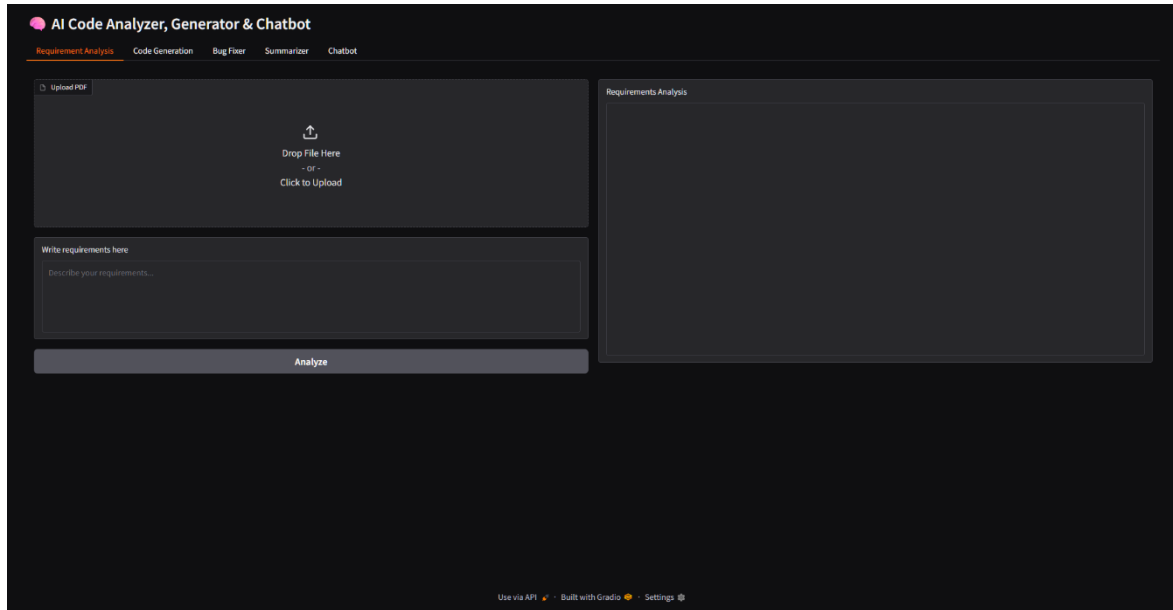 AI Code Analyzer, Generator & Chatbot
Requirement Analysis Code Generation Bug Fixer Summarizer Chatbot
Upload PDF
Drop File Here
- or -
Click to Upload
Write requirements here
Describe your requirements...
Analyze
Requirements Analysis
Use via API · Built with Gradio · Settings